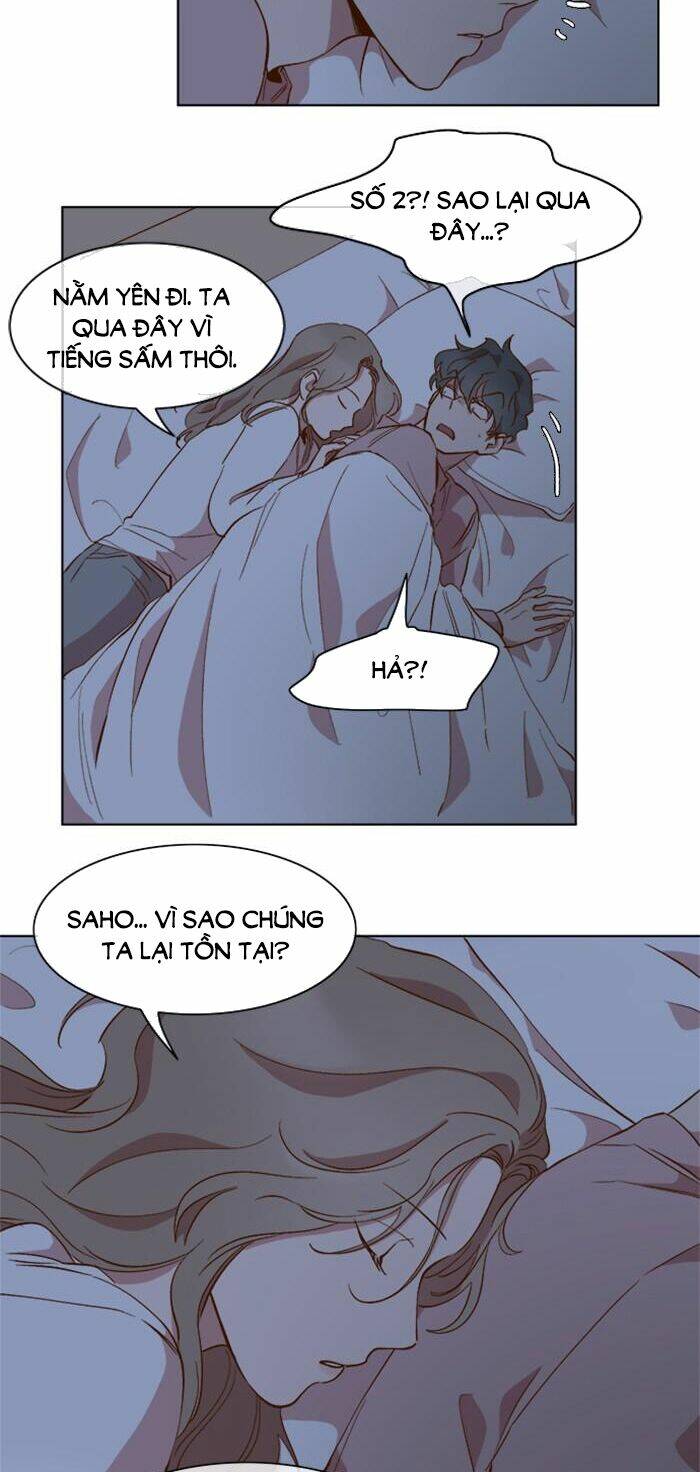 SỐ 2?! SAO LẠI QUA
ĐÂY...?
NẰM YÊN ĐI. TA
QUA ĐÂY VÌ
TIẾNG SẤM THÔI.
HẢ?!
SAHO... VÌ SAO CHÚNG
TA LẠI TỒN TẠI?